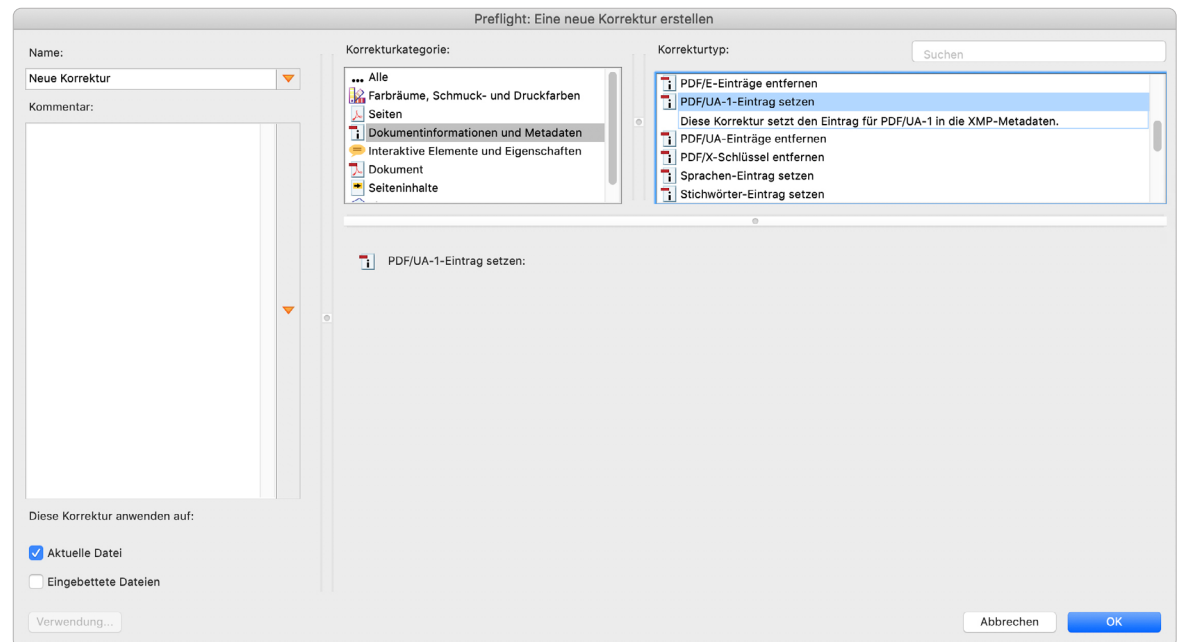 Preflight: Eine neue Korrektur erstellen
Name:
Neue Korrektur
Kommentar:
Diese Korrektur anwenden auf:
Aktuelle Datei
Eingebettete Dateien
Verwendung...
Korrekturkategorie:
Alle
Farbräume, Schmuck- und Druckfarben
Seiten
Dokumentinformationen und Metadaten
Interaktive Elemente und Eigenschaften
Dokument
Seiteninhalte
Korrekturtyp:
Suchen
PDF/E-Einträge entfernen
PDF/UA-1-Eintrag setzen
Diese Korrektur setzt den Eintrag für PDF/UA-1 in die XMP-Metadaten.
PDF/UA-Einträge entfernen
PDF/X-Schlüssel entfernen
Sprachen-Eintrag setzen
Stichwörter-Eintrag setzen
PDF/UA-1-Eintrag setzen:
Abbrechen
OK